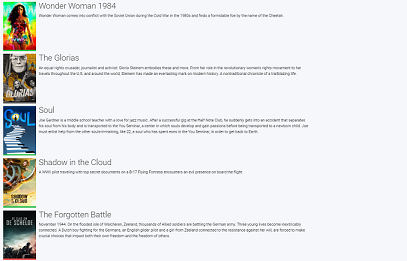 Wonder Woman 1984
Wonder Woman comes into conflict with the Soviet Union during the Cold War in the 1980s and finds a formidable foe by the name of the Cheetah.
The Glorias
An equal rights crusader, journalist and activist: Gloria Steinem embodies these and more. From her role in the revolutionary women's rights movement to her
travels throughout the U.S. and around the world, Steinem has made an everlasting mark on modern history. A nontraditional chronicle of a trailblazing life.
Soul
Joe Gardner is a middle school teacher with a love for jazz music. After a successful gig at the Half Note Club, he suddenly gets into an accident that separates
his soul from his body and is transported to the You Seminar, a center in which souls develop and gain passions before being transported to a newborn child. Joe
must enlist help from the other souls-in-training, like 22, a soul who has spent eons in the You Seminar, in order to get back to Earth.
Shadow in the Cloud
A WWII pilot traveling with top secret documents on a B-17 Flying Fortress encounters an evil presence on board the flight.
The Forgotten Battle
November 1944. On the flooded isle of Walcheren, Zeeland, thousands of Allied soldiers are battling the German army. Three young lives become inextricably
connected. A Dutch boy fighting for the Germans, an English glider pilot and a girl from Zeeland connected to the resistance against her will, are forced to make
crucial choices that impact both their own freedom and the freedom of others.
GLORIAS
SOUL
SHADOW
CLOUD
DE SCHELDE